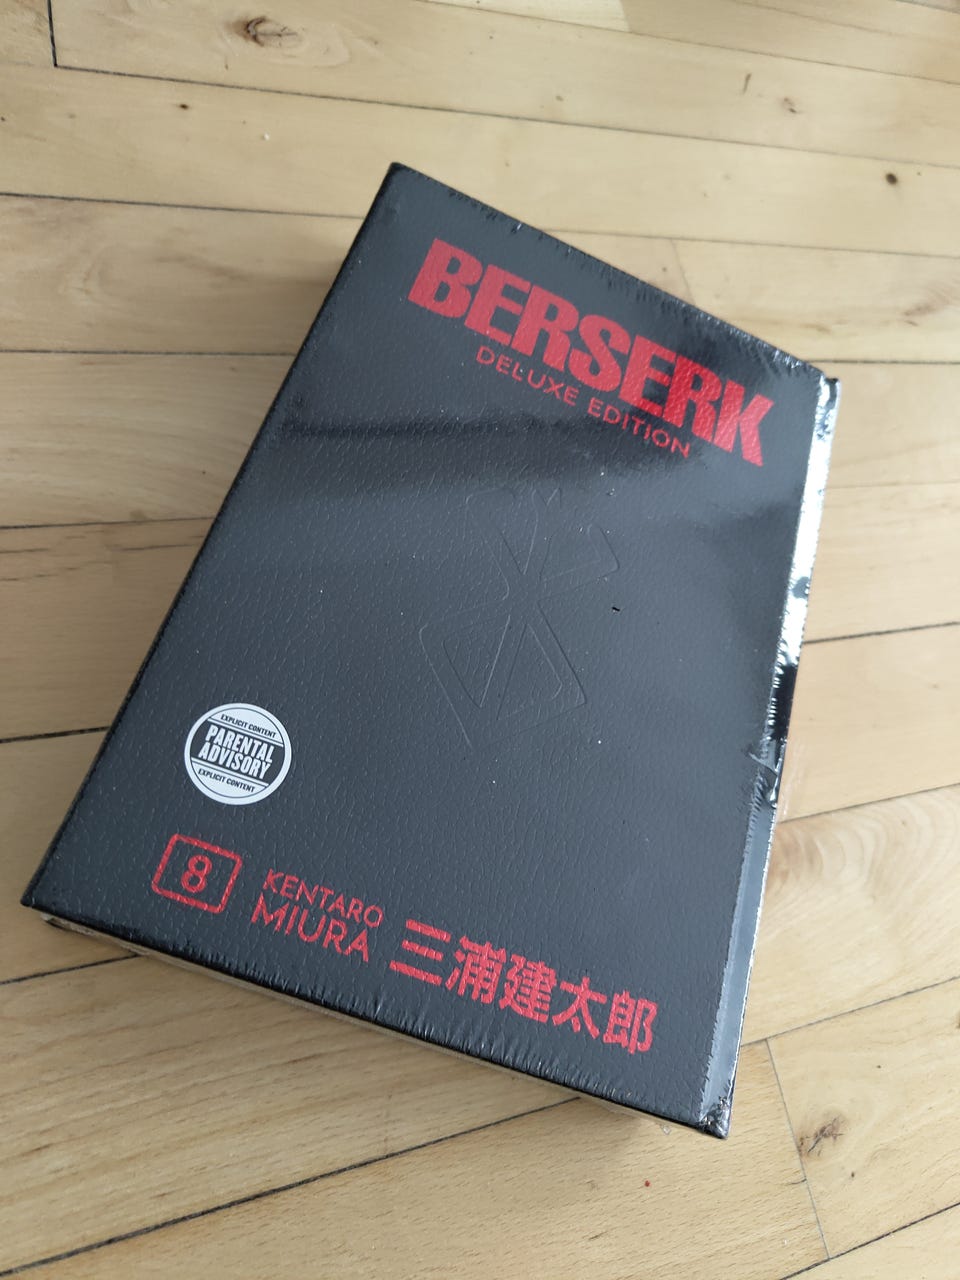 BERSERK
DELUXE EDITION
EXPLICIT CONTENT
PARENTAL
ADVISORY
EXPLICIT CONTENT
8
KENTARO
MIURA
三浦建太郎